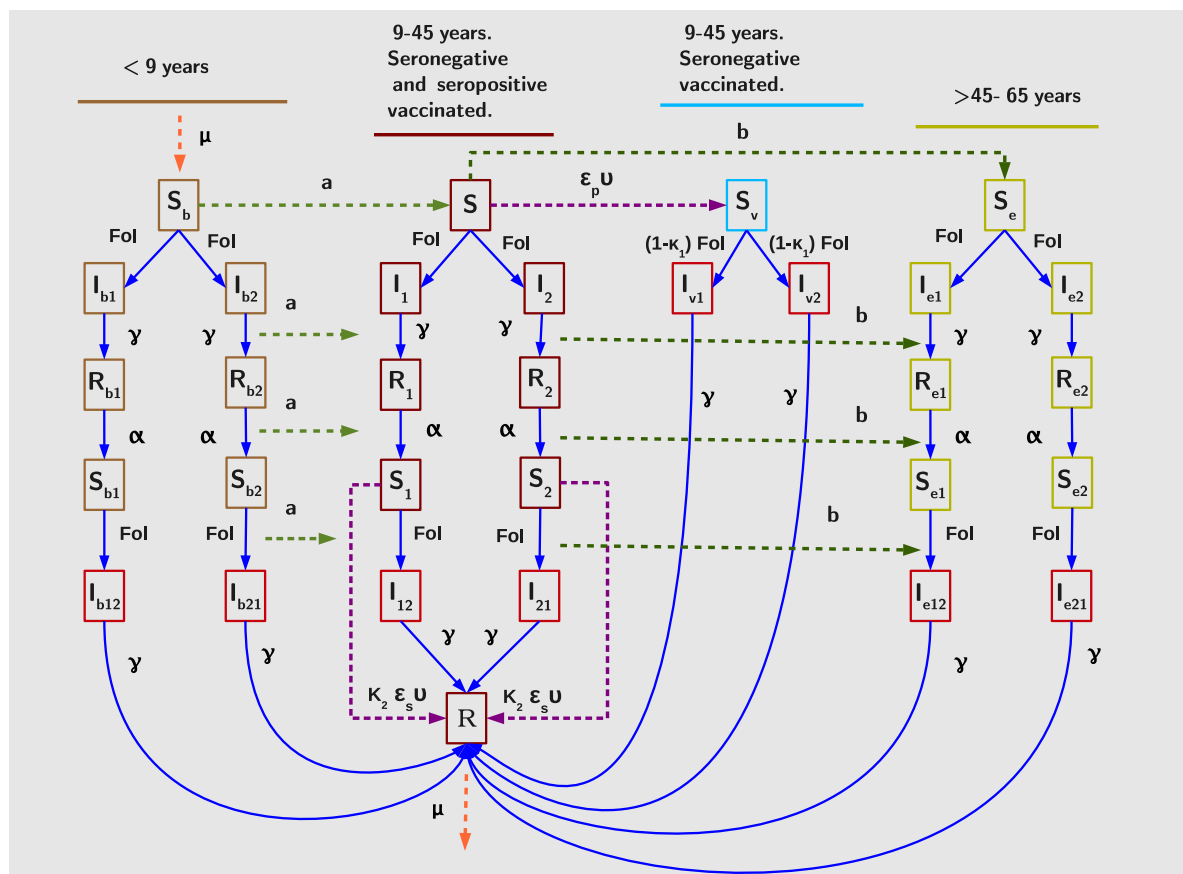 < 9 years
9-45 years.
Seronegative
and seropositive
vaccinated.
9-45 years.
Seronegative
vaccinated.
>45- 65 years
μ
b
a
ε_p υ
S_b
S
S_v
S_e
FoI
FoI
FoI
FoI
(1-κ_1) FoI
(1-κ_1) FoI
FoI
FoI
I_b1
I_b2
I_1
I_2
I_v1
I_v2
I_e1
I_e2
a
b
γ
γ
γ
γ
γ
γ
R_b1
R_b2
R_1
R_2
R_e1
R_e2
γ
γ
a
b
α
α
α
α
α
α
S_b1
S_b2
S_1
S_2
S_e1
S_e2
a
b
FoI
FoI
FoI
FoI
FoI
FoI
I_b12
I_b21
I_12
I_21
I_e12
I_e21
γ
γ
γ
γ
γ
γ
K_2 ε_s υ
R
K_2 ε_s υ
μ